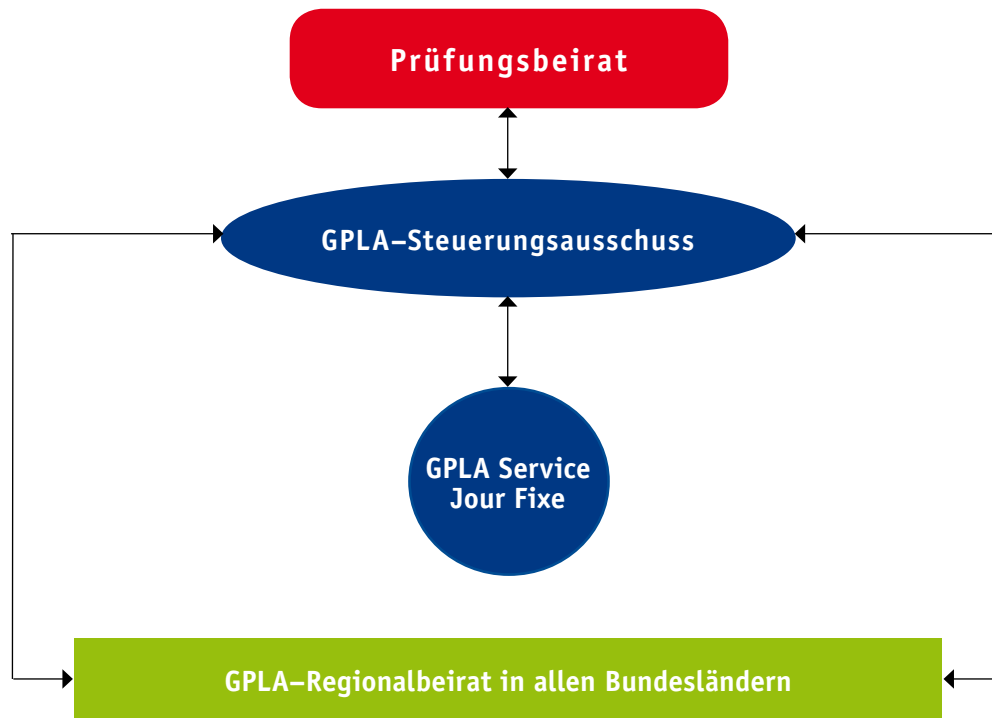 Prüfungsbeirat
GPLA–Steuerungsausschuss
GPLA Service
Jour Fixe
GPLA–Regionalbeirat in allen Bundesländern